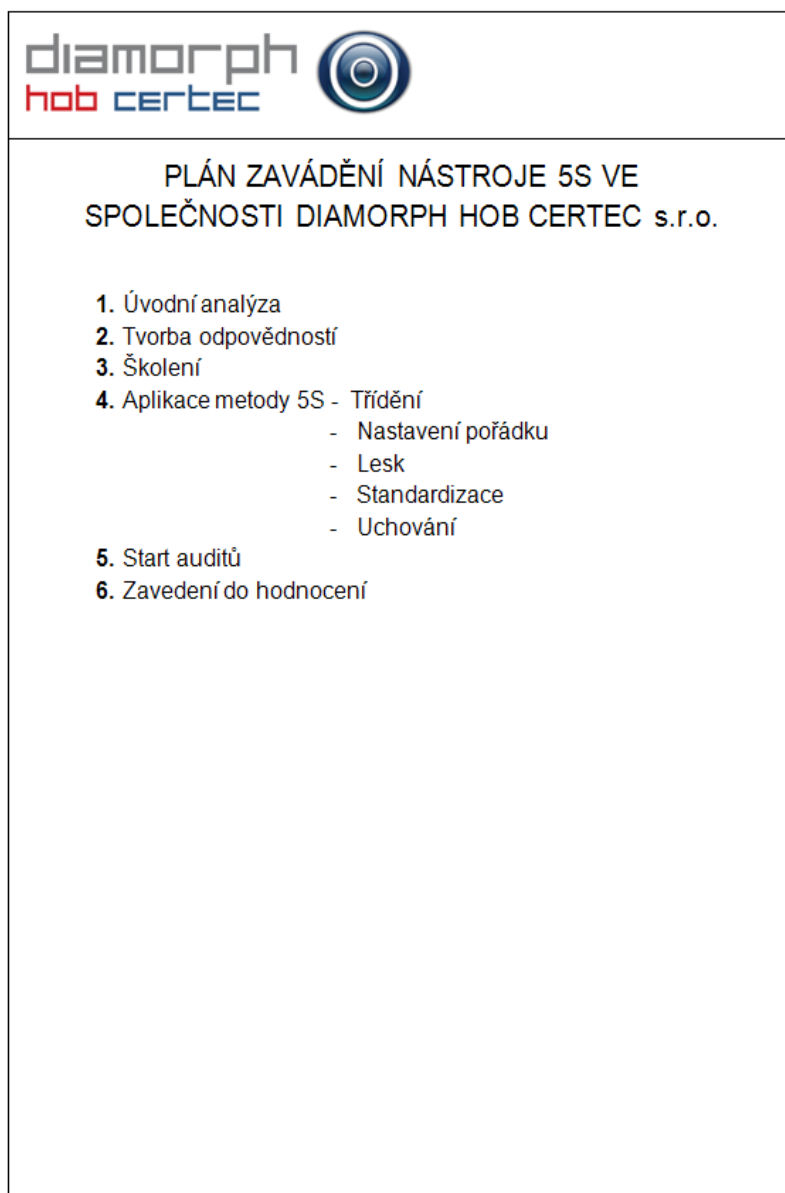 diamorph
hob certec
PLÁN ZAVÁDĚNÍ NÁSTROJE 5S VE
SPOLEČNOSTI DIAMORPH HOB CERTEC s.r.o.
1. Úvodní analýza
2. Tvorba odpovědností
3. Školení
4. Aplikace metody 5S - Třídění
- Nastavení pořádku
- Lesk
- Standardizace
- Uchování
5. Start auditů
6. Zavedení do hodnocení